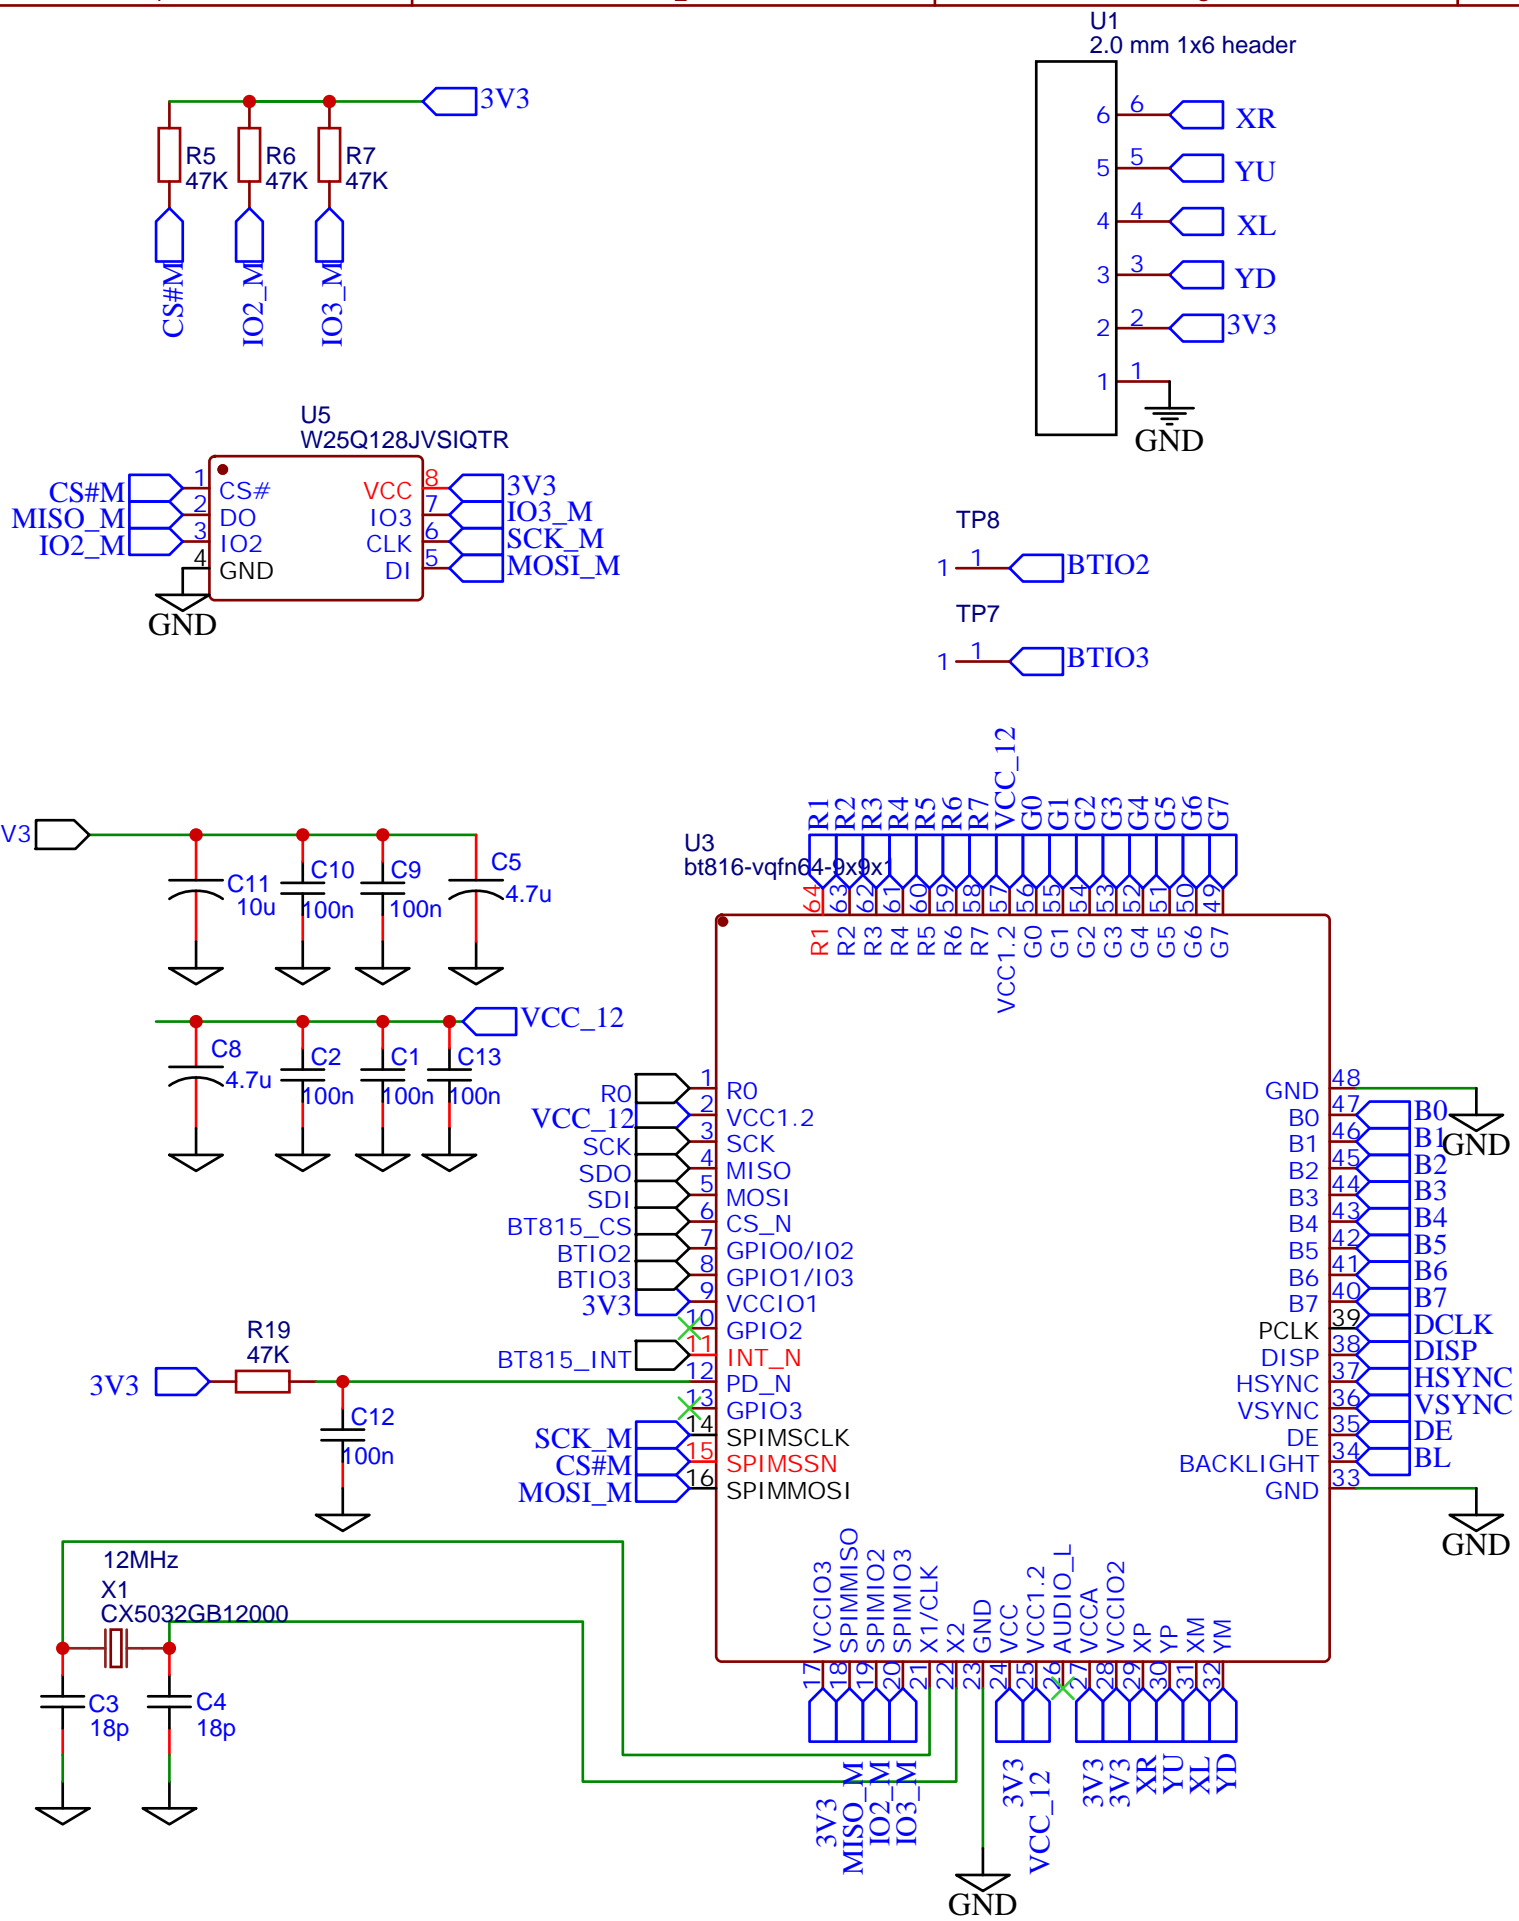 U1
2.0 mm 1x6 header
6 6 XR
5 5 YU
4 4 XL
3 3 YD
2 2 3V3
1 1
GND
3V3
R5
47K
R6
47K
R7
47K
CS#M
IO2_M
IO3_M
U5
W25Q128JVSIQTR
CS#M 1 CS#
MISO_M 2 DO
IO2_M 3 IO2
4 GND
GND
VCC 8 3V3
IO3 7 IO3_M
CLK 6 SCK_M
DI 5 MOSI_M
TP8
1 1 BTIO2
TP7
1 1 BTIO3
V3
C11
10u
C10
100n
C9
100n
C5
4.7u
VCC_12
C8
4.7u
C2
100n
C1
100n
C13
100n
U3
bt816-vqfn64-9x9x1
R1 64 R1
R2 63 R2
R3 62 R3
R4 61 R4
R5 60 R5
R6 59 R6
R7 58 R7
VCC_12 57 VCC1.2
G0 56 G0
G1 55 G1
G2 54 G2
G3 53 G3
G4 52 G4
G5 51 G5
G6 50 G6
G7 49 G7
R0 1 R0
VCC_12 2 VCC1.2
SCK 3 SCK
SDO 4 MISO
SDI 5 MOSI
BT815_CS 6 CS_N
BTIO2 7 GPIO0/IO2
BTIO3 8 GPIO1/IO3
3V3 9 VCCIO1
10 GPIO2
BT815_INT 11 INT_N
12 PD_N
13 GPIO3
SCK_M 14 SPIMSCLK
CS#M 15 SPIMSSN
MOSI_M 16 SPIMMOSI
GND 48
GND
B0 47 B0
B1 46 B1
B2 45 B2
B3 44 B3
B4 43 B4
B5 42 B5
B6 41 B6
B7 40 B7
PCLK 39 DCLK
DISP 38 DISP
HSYNC 37 HSYNC
VSYNC 36 VSYNC
DE 35 DE
BACKLIGHT 34 BL
GND 33
GND
3V3
R19
47K
C12
100n
12MHz
X1
CX5032GB12000
C3
18p
C4
18p
VCCIO3 17 3V3
SPIMMISO 18 MISO_M
SPIMIO2 19 IO2_M
SPIMIO3 20 IO3_M
X1/CLK 21
X2 22
GND 23
GND
VCC 24 3V3
VCC1.2 25 VCC_12
AUDIO_L 26
VCCA 27 3V3
VCCIO2 28 3V3
XP 29 XR
YP 30 YU
XM 31 XL
YM 32 YD